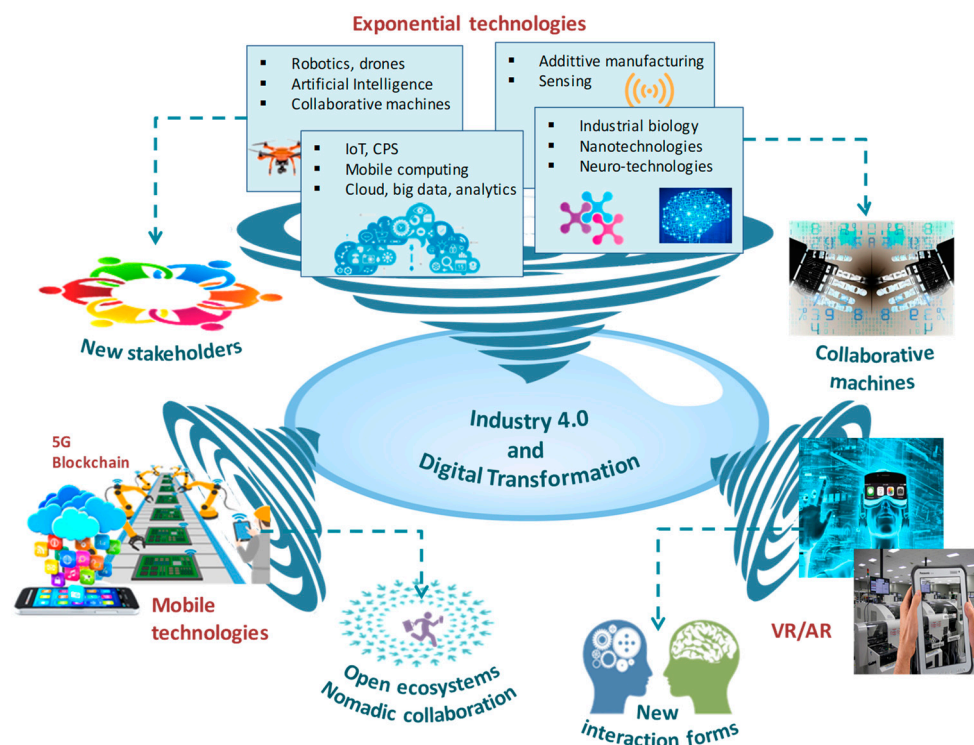 Exponential technologies
Robotics, drones
Artificial Intelligence
Collaborative machines
Addittive manufacturing
Sensing
IoT, CPS
Mobile computing
Cloud, big data, analytics
Industrial biology
Nanotechnologies
Neuro-technologies
New stakeholders
Collaborative
machines
Industry 4.0
and
Digital Transformation
5G
Blockchain
Mobile
technologies
VR/AR
Open ecosystems
Nomadic collaboration
New
interaction forms